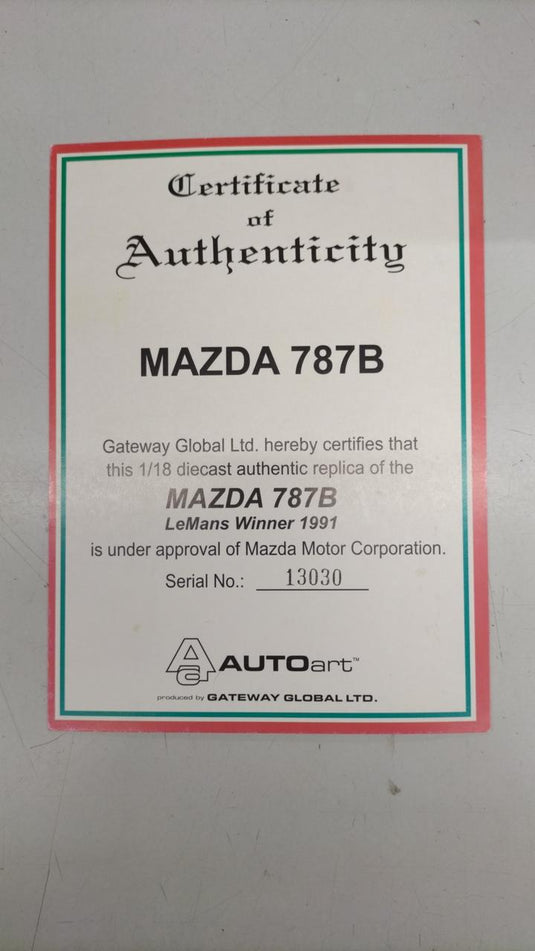 Certificate
of
Authenticity
MAZDA 787B
Gateway Global Ltd. hereby certifies that
this 1/18 diecast authentic replica of the
MAZDA 787B
LeMans Winner 1991
is under approval of Mazda Motor Corporation.
Serial No.: 13030
Aa AUTOart™
produced by GATEWAY GLOBAL LTD.